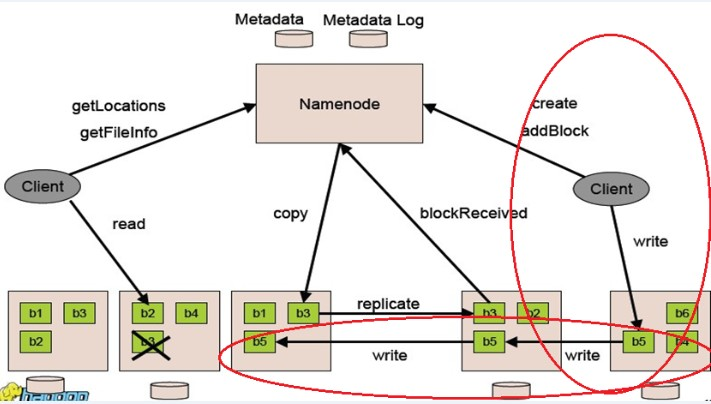 Metadata
Metadata Log
getLocations
getFileInfo
Namenode
create
addBlock
Client
Client
read
copy
blockReceived
write
b1
b3
b2
b4
b1
b3
replicate
b3
b2
b6
b2
b3
b5
write
b5
write
b5
b4